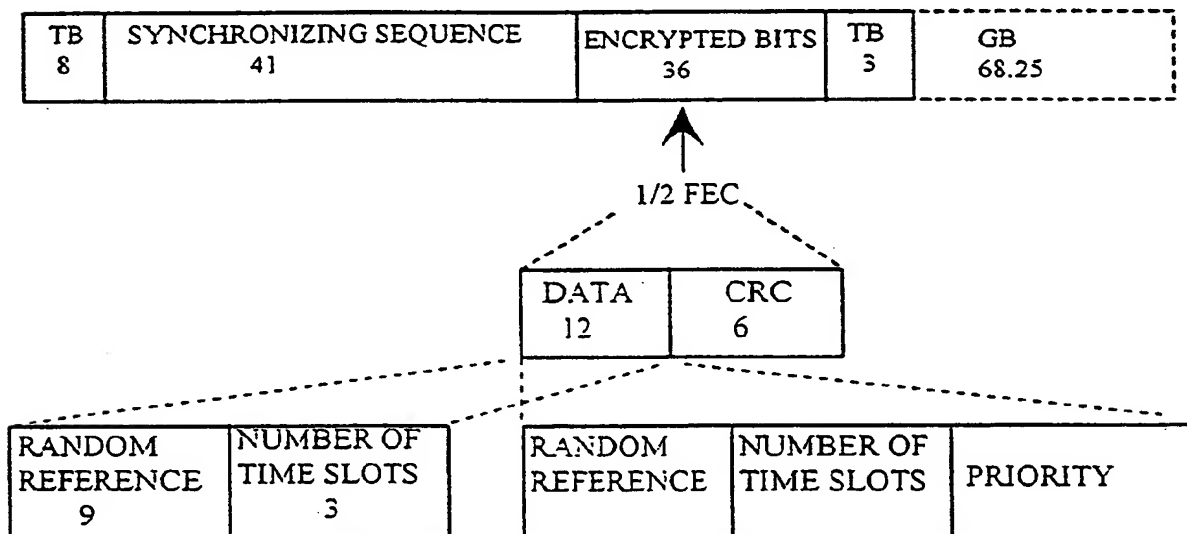 TB
8
SYNCHRONIZING SEQUENCE
41
ENCRYPTED BITS
36
TB
3
GB
68.25
1/2 FEC
DATA
12
CRC
6
RANDOM
REFERENCE
9
NUMBER OF
TIME SLOTS
3
RANDOM
REFERENCE
NUMBER OF
TIME SLOTS
PRIORITY